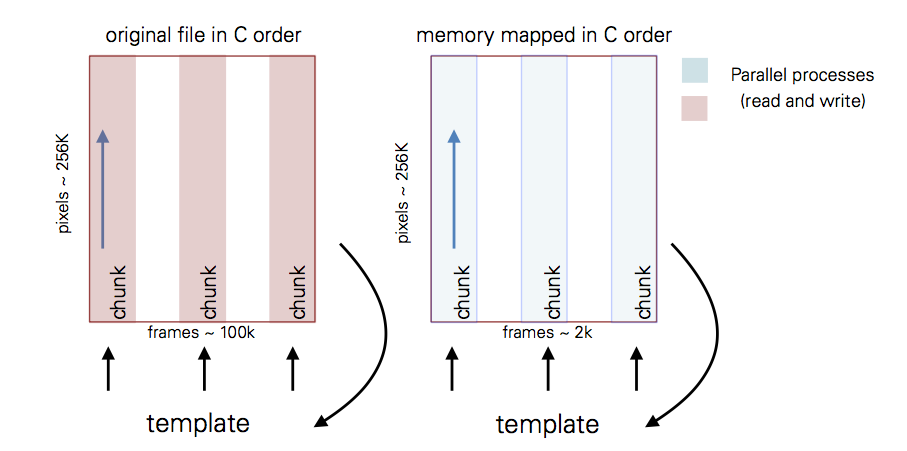 original file in C order
memory mapped in C order
Parallel processes
(read and write)
pixels ~ 256K
pixels ~ 256K
chunk
chunk
chunk
chunk
chunk
chunk
frames ~ 100k
frames ~ 2k
template
template